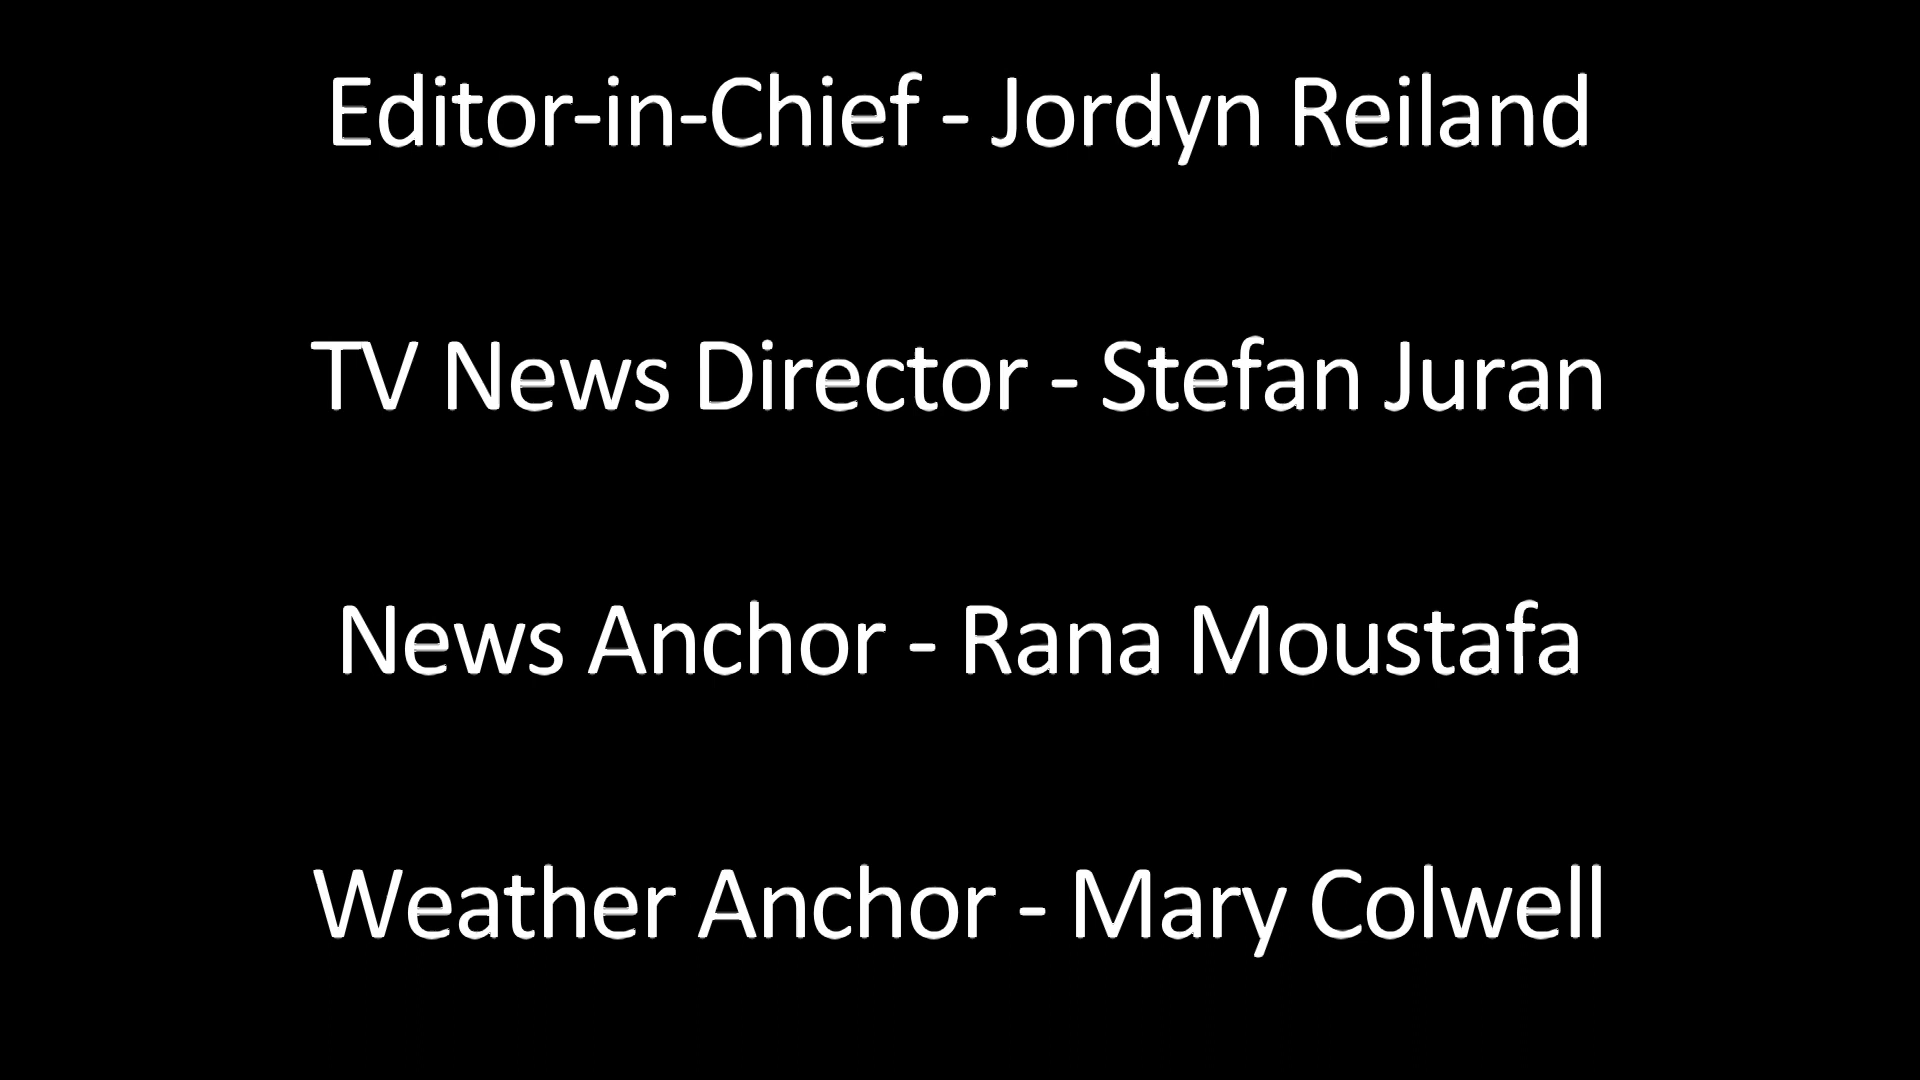 Editor-in-Chief - Jordyn Reiland
TV News Director - Stefan Juran
News Anchor - Rana Moustafa
Weather Anchor - Mary Colwell